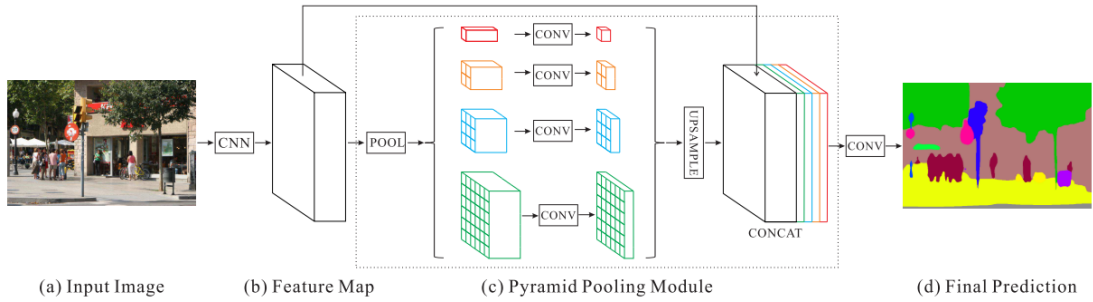 CNN
POOL
CONV
CONV
CONV
CONV
UPSAMPLE
CONCAT
CONV
(a) Input Image
(b) Feature Map
(c) Pyramid Pooling Module
(d) Final Prediction